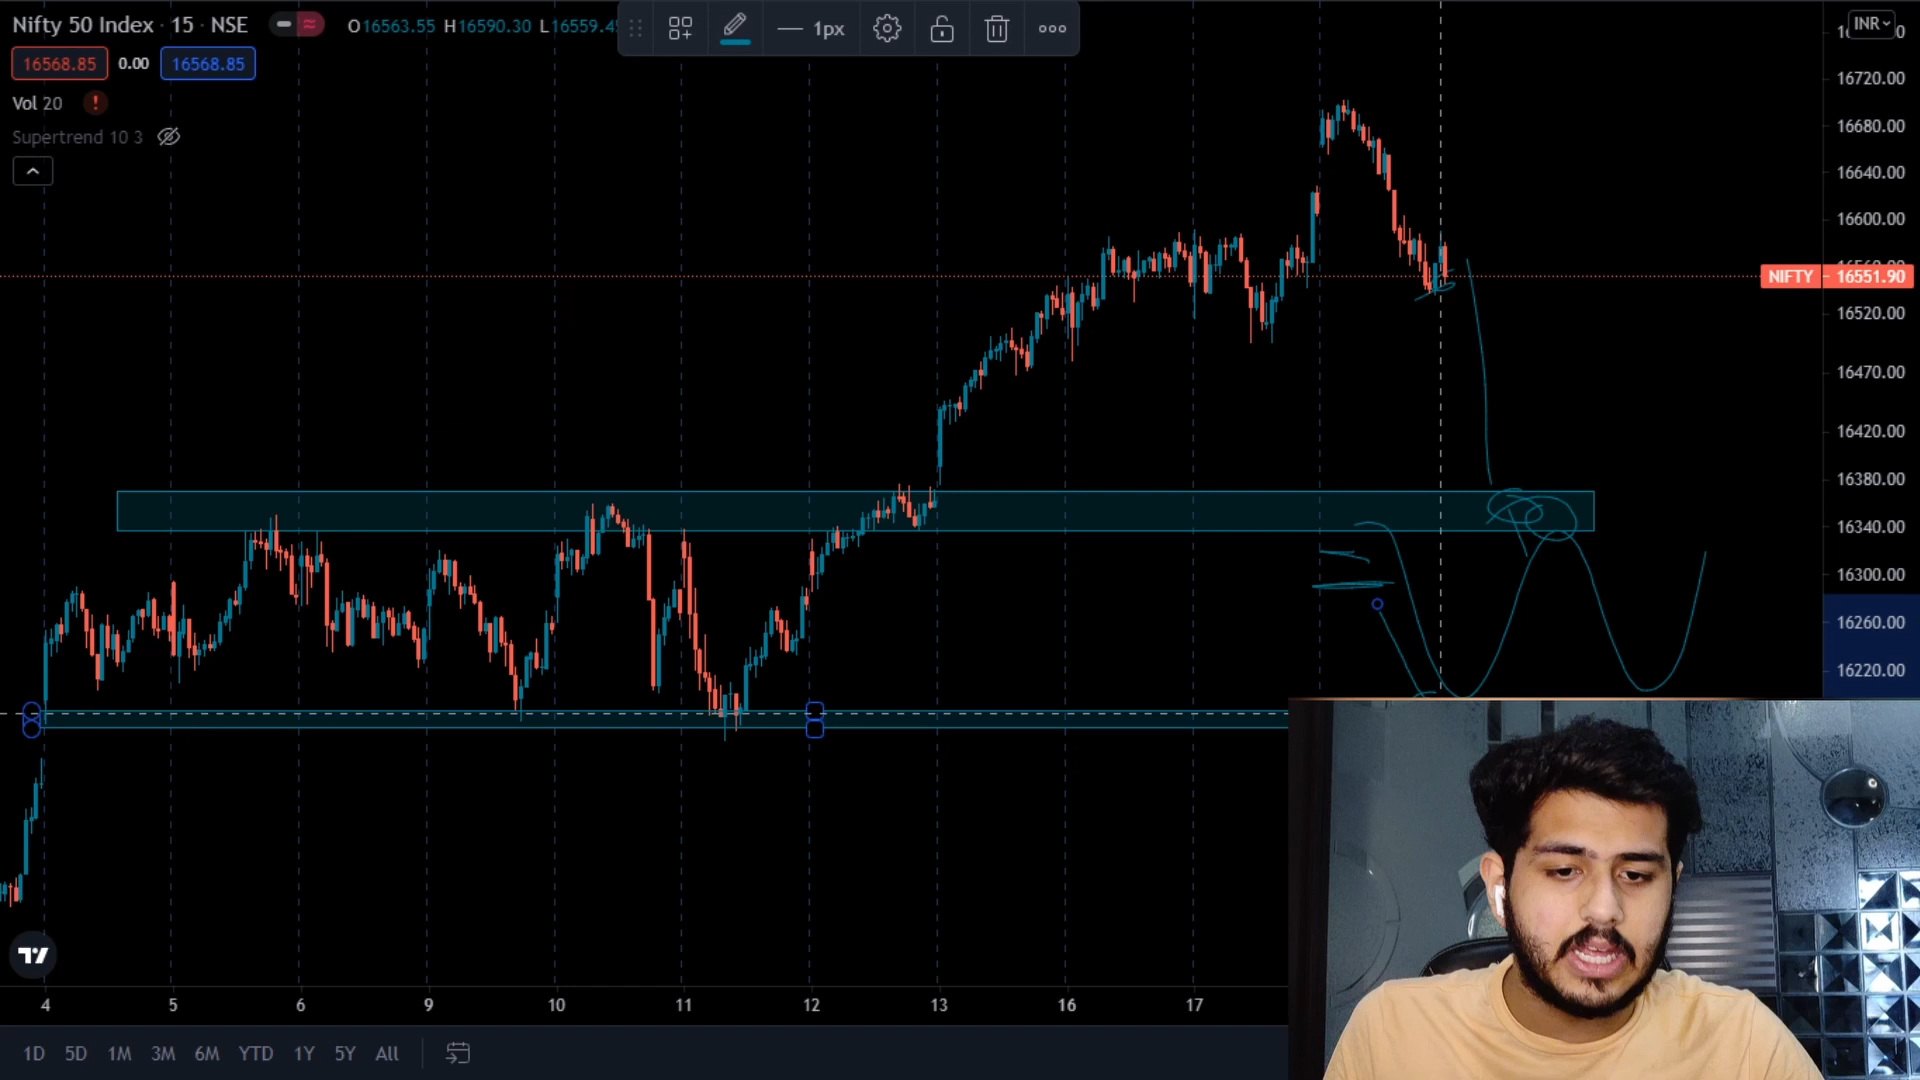 Nifty 50 Index · 15 · NSE
O16563.55 H16590.30 L16559.4
1px
INR
16568.85 0.00 16568.85
Vol 20
Supertrend 10 3
16720.00
16680.00
16640.00
16600.00
NIFTY 16551.90
16520.00
16470.00
16420.00
16380.00
16340.00
16300.00
16260.00
16220.00
4 5 6 9 10 11 12 13 16 17
1D 5D 1M 3M 6M YTD 1Y 5Y All